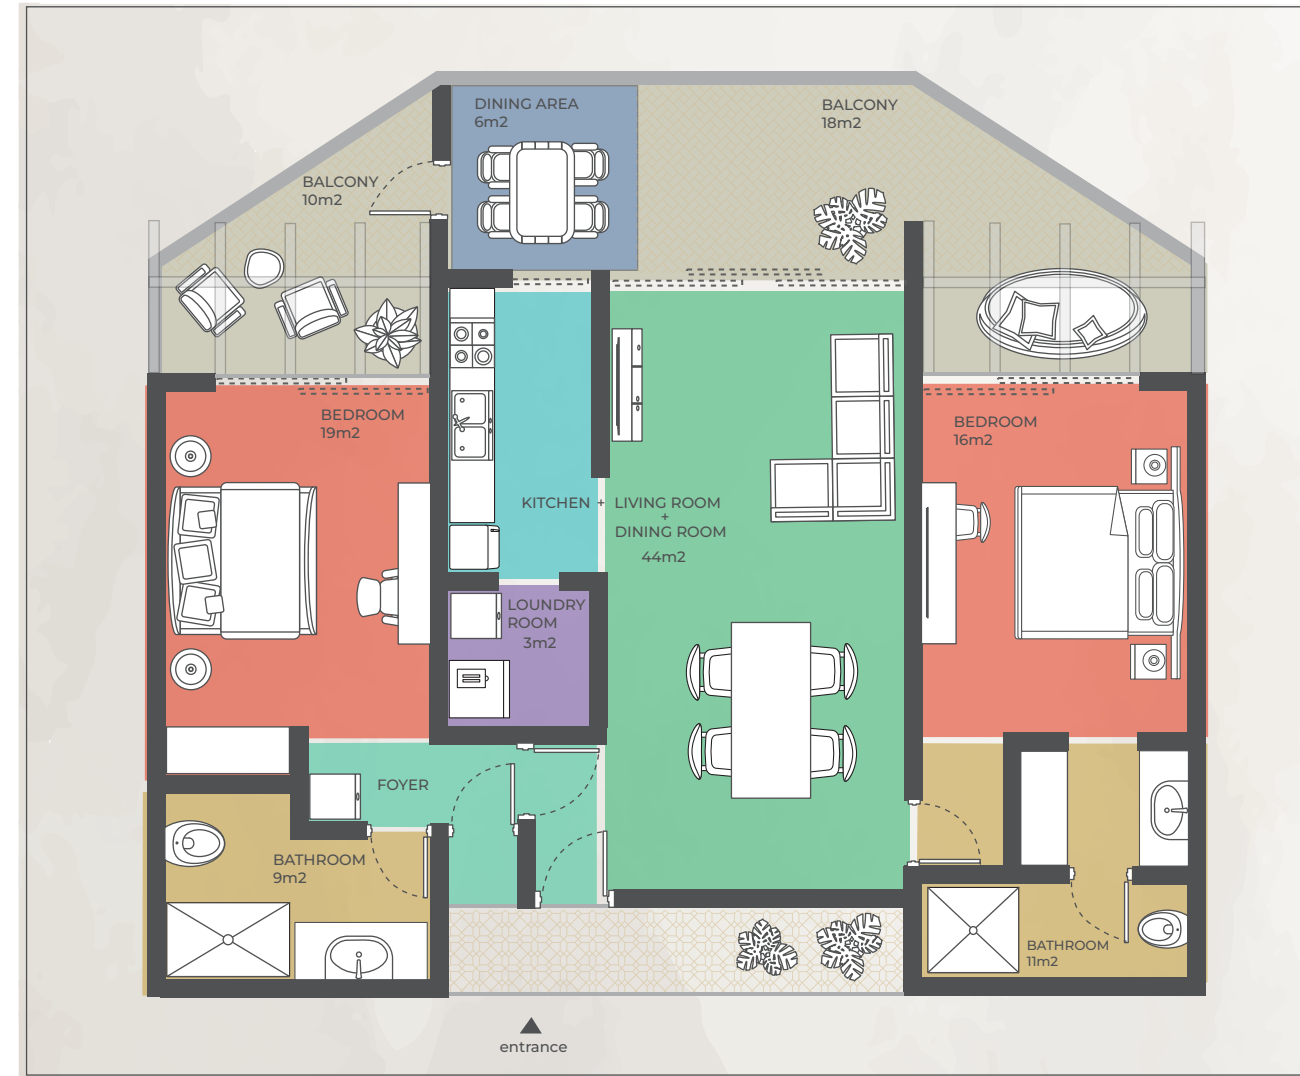 DINING AREA
6m2
BALCONY
18m2
BALCONY
10m2
BEDROOM
19m2
BEDROOM
16m2
KITCHEN + LIVING ROOM
+
DINING ROOM
44m2
LOUNDRY
ROOM
3m2
FOYER
BATHROOM
9m2
BATHROOM
11m2
entrance